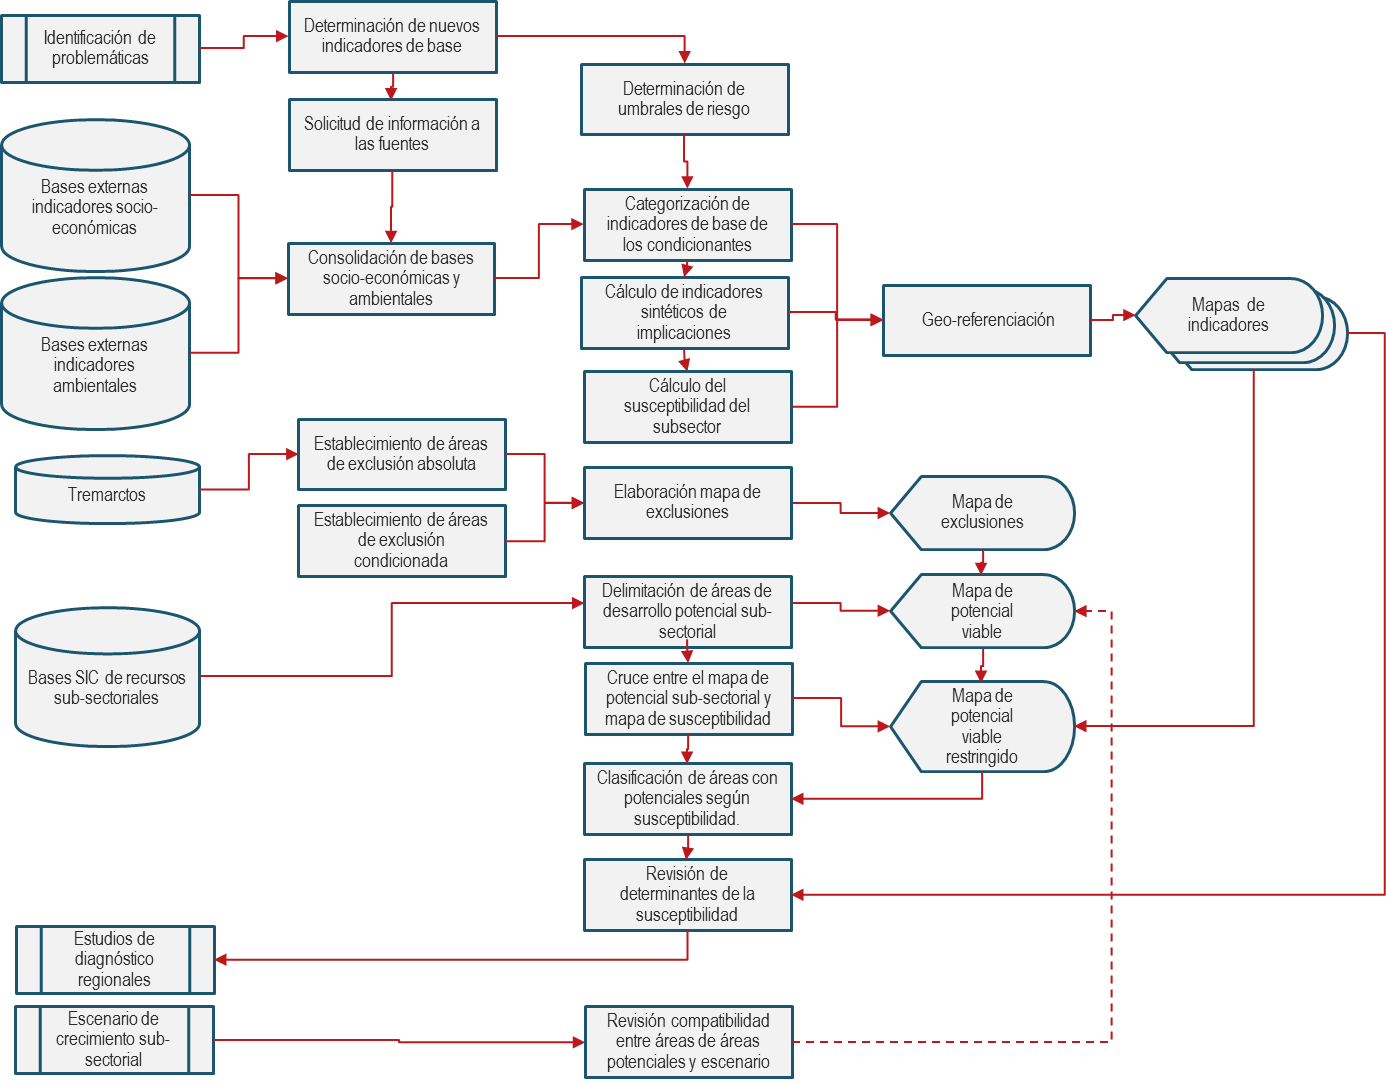 Identificación de
problemáticas
Determinación de nuevos
indicadores de base
Determinación de
umbrales de riesgo
Solicitud de información a
las fuentes
Bases externas
indicadores socio-
económicas
Categorización de
indicadores de base de
los condicionantes
Consolidación de bases
socio-económicas y
ambientales
Cálculo de indicadores
sintéticos de
implicaciones
Geo-referenciación
Mapas de
indicadores
Bases externas
indicadores
ambientales
Cálculo del
susceptibilidad del
subsector
Establecimiento de áreas
de exclusión absoluta
Tremarctos
Elaboración mapa de
exclusiones
Mapa de
exclusiones
Establecimiento de áreas
de exclusión
condicionada
Delimitación de áreas de
desarrollo potencial sub-
sectorial
Mapa de
potencial
viable
Bases SIC de recursos
sub-sectoriales
Cruce entre el mapa de
potencial sub-sectorial y
mapa de susceptibilidad
Mapa de
potencial
viable
restringido
Clasificación de áreas con
potenciales según
susceptibilidad.
Revisión de
determinantes de la
susceptibilidad
Estudios de
diagnóstico
regionales
Escenario de
crecimiento sub-
sectorial
Revisión compatibilidad
entre áreas de áreas
potenciales y escenario